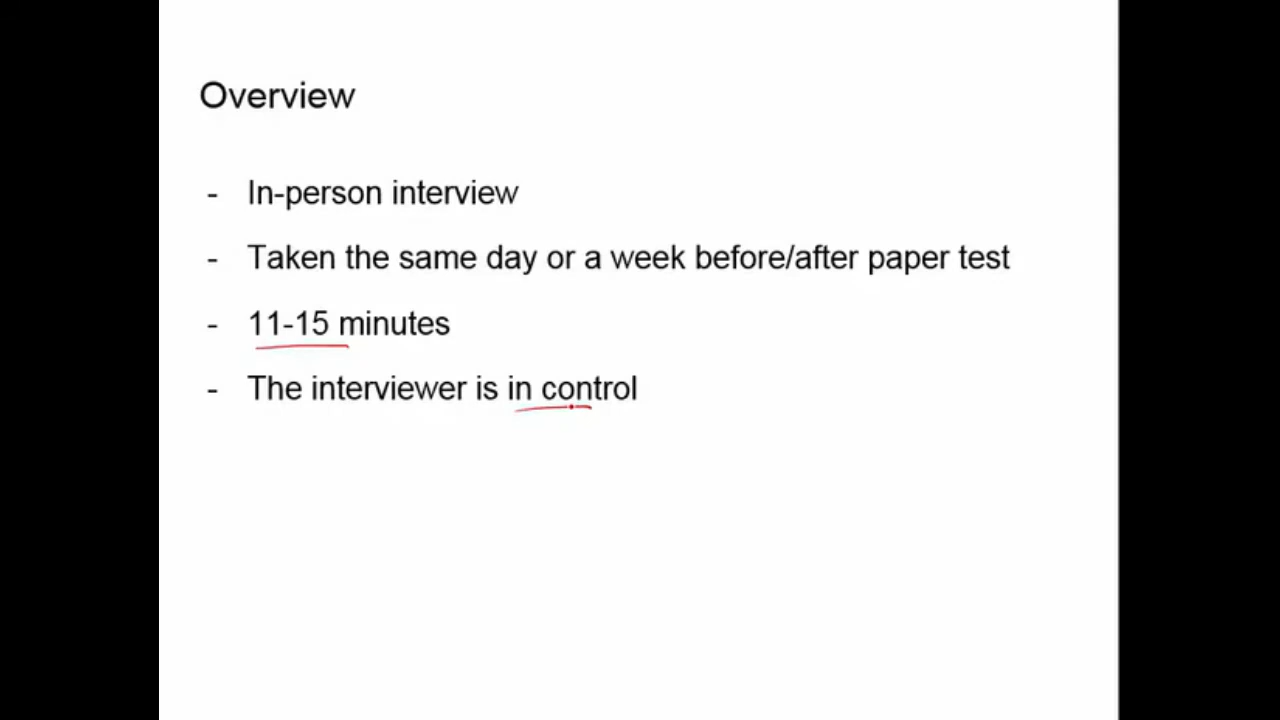 Overview
- In-person interview
- Taken the same day or a week before/after paper test
- 11-15 minutes
- The interviewer is in control